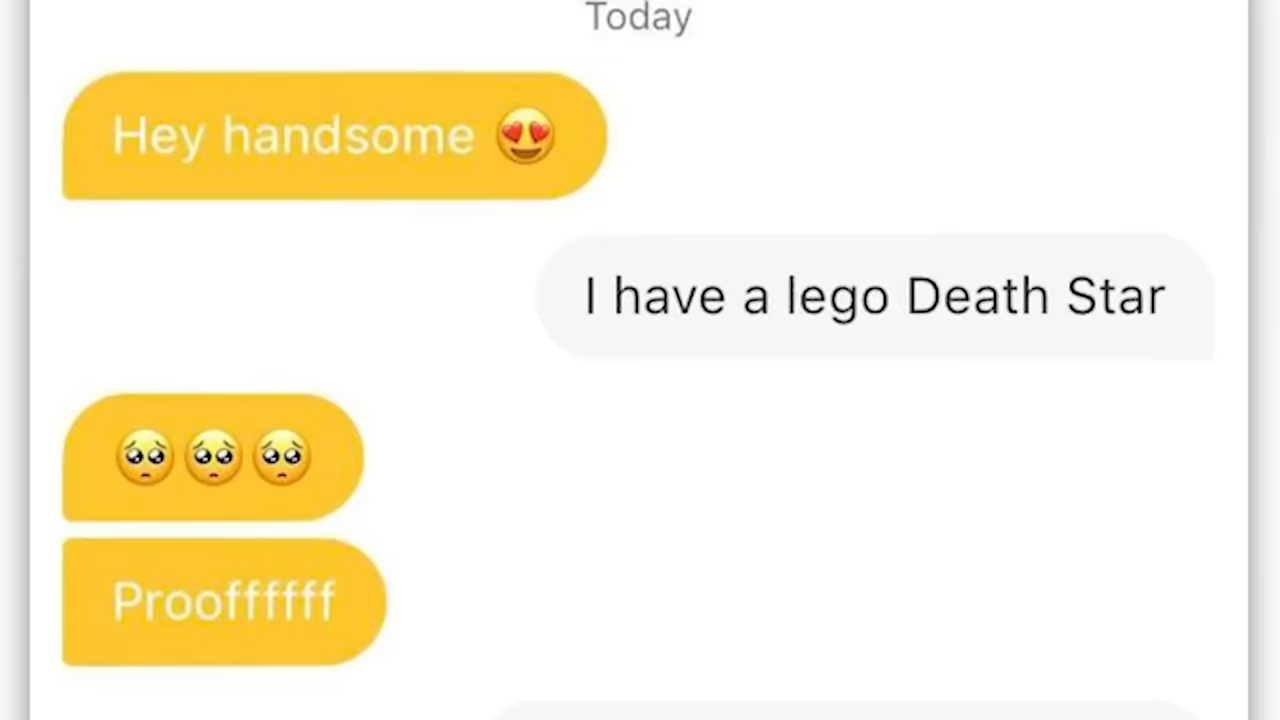 Today
Hey handsome 😍
I have a lego Death Star
🥺🥺🥺
Prooffffff